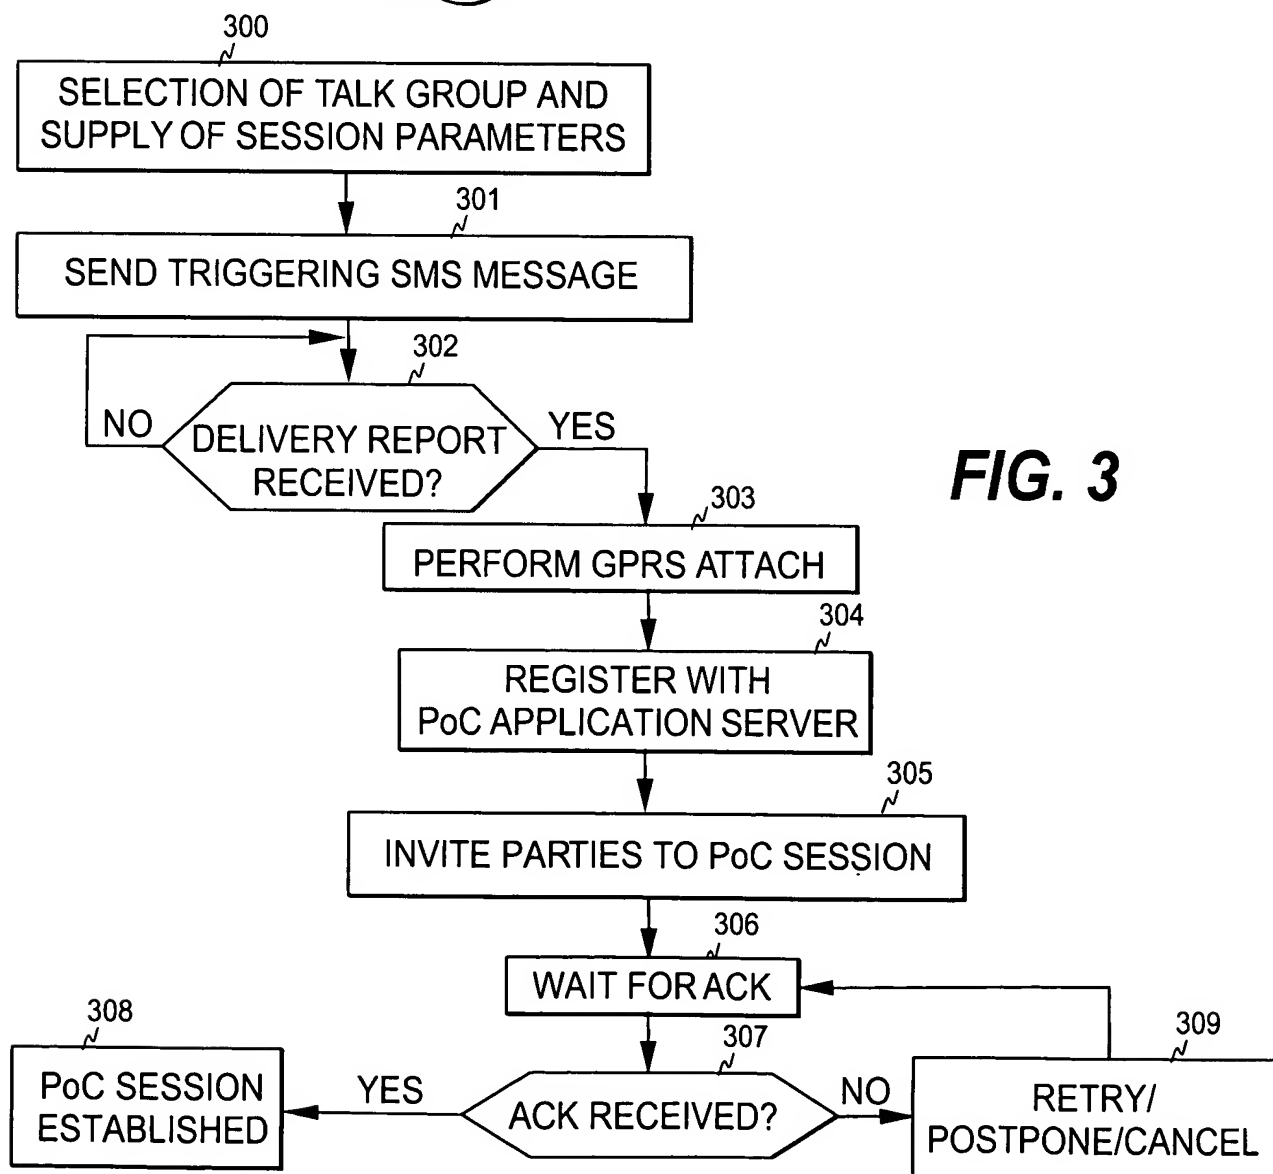 300
SELECTION OF TALK GROUP AND
SUPPLY OF SESSION PARAMETERS
301
SEND TRIGGERING SMS MESSAGE
302
NO
DELIVERY REPORT
RECEIVED?
YES
FIG. 3
303
PERFORM GPRS ATTACH
304
REGISTER WITH
PoC APPLICATION SERVER
305
INVITE PARTIES TO PoC SESSION
306
WAIT FOR ACK
307
308
PoC SESSION
ESTABLISHED
YES
ACK RECEIVED?
NO
309
RETRY/
POSTPONE/CANCEL